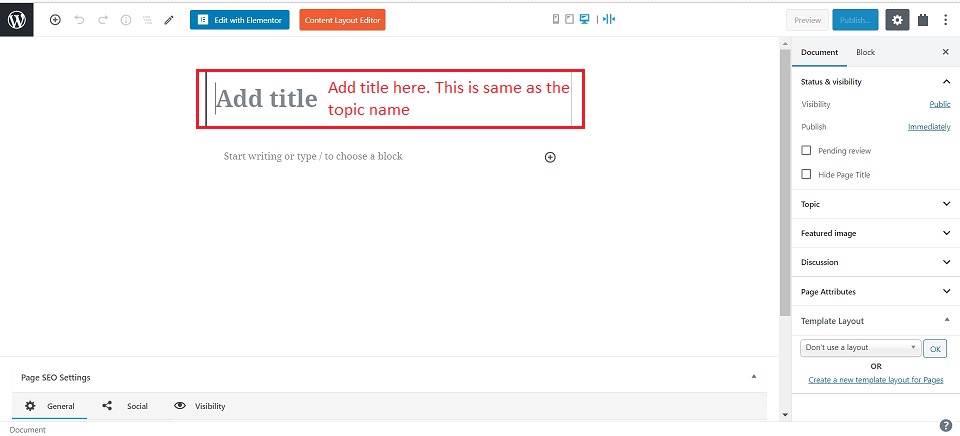 Edit with Elementor
Content Layout Editor
Preview
Publish...
Add title
Add title here. This is same as the
topic name
Start writing or type / to choose a block
Document
Block
Status & visibility
Visibility
Public
Publish
Immediately
Pending review
Hide Page Title
Topic
Featured image
Discussion
Page Attributes
Template Layout
Don't use a layout
OK
OR
Create a new template layout for Pages
Page SEO Settings
General
Social
Visibility
Document